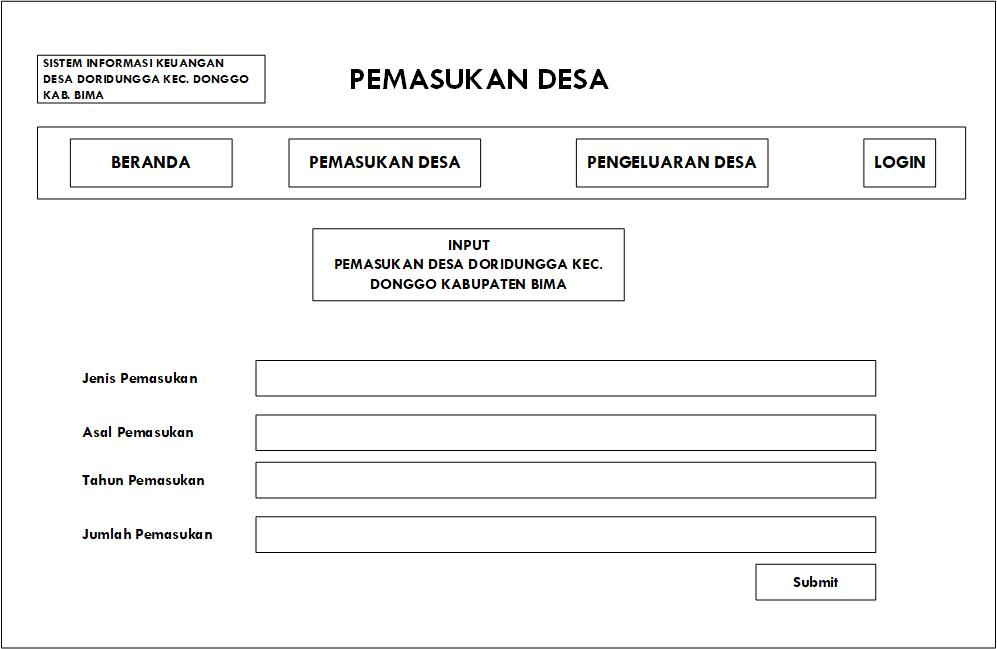 SISTEM INFORMASI KEUANGAN
DESA DORIDUNGGA KEC. DONGGO
KAB. BIMA
PEMASUKAN DESA
BERANDA
PEMASUKAN DESA
PENGELUARAN DESA
LOGIN
INPUT
PEMASUKAN DESA DORIDUNGGA KEC.
DONGGO KABUPATEN BIMA
Jenis Pemasukan
Asal Pemasukan
Tahun Pemasukan
Jumlah Pemasukan
Submit